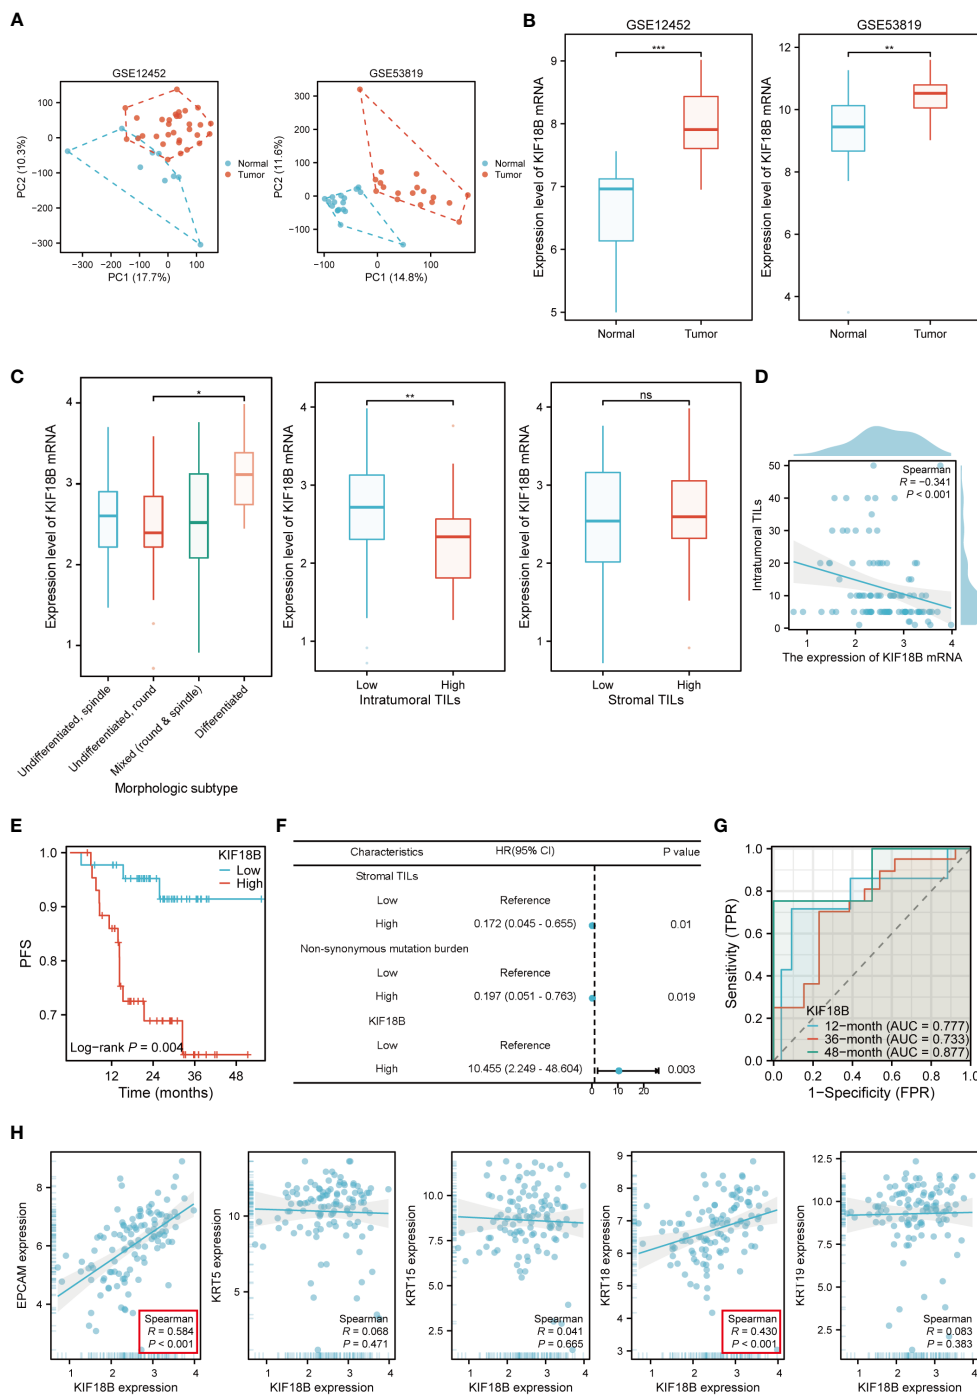 A
GSE12452
100
0
−100
−200
−300
−300
−200
−100
0
100
PC1 (17.7%)
PC2 (10.3%)
Normal
Tumor
GSE53819
300
200
100
0
−100
−100
0
100
PC1 (14.8%)
PC2 (11.6%)
Normal
Tumor
B
GSE12452
***
9
8
7
6
5
Expression level of KIF18B mRNA
Normal
Tumor
GSE53819
**
12
10
8
6
4
Expression level of KIF18B mRNA
Normal
Tumor
C
*
4
3
2
1
Expression level of KIF18B mRNA
Undifferentiated, spindle
Undifferentiated, round
Mixed (round & spindle)
Differentiated
Morphologic subtype
**
4
3
2
1
Expression level of KIF18B mRNA
Low
High
Intratumoral TILs
ns
4
3
2
1
Expression level of KIF18B mRNA
Low
High
Stromal TILs
D
Spearman
R = −0.341
P < 0.001
50
40
30
20
10
0
Intratumoral TILs
1
2
3
4
The expression of KIF18B mRNA
E
KIF18B
Low
High
1.0
0.9
0.8
0.7
PFS
Log−rank P = 0.004
12
24
36
48
Time (months)
F
Characteristics HR(95% CI) P value
Stromal TILs
Low Reference
High 0.172 (0.045 - 0.655) 0.01
Non-synonymous mutation burden
Low Reference
High 0.197 (0.051 - 0.763) 0.019
KIF18B
Low Reference
High 10.455 (2.249 - 48.604) 0.003
0 10 20
G
1.0
0.8
0.6
0.4
0.2
0.0
Sensitivity (TPR)
KIF18B
12−month (AUC = 0.777)
36−month (AUC = 0.733)
48−month (AUC = 0.877)
0.0 0.2 0.4 0.6 0.8 1.0
1−Specificity (FPR)
H
8
6
4
EPCAM expression
Spearman
R = 0.584
P < 0.001
1 2 3 4
KIF18B expression
10
5
KRT5 expression
Spearman
R = 0.068
P = 0.471
1 2 3 4
KIF18B expression
10.0
7.5
5.0
2.5
KRT15 expression
Spearman
R = 0.041
P = 0.665
1 2 3 4
KIF18B expression
9
8
7
6
5
4
3
KRT18 expression
Spearman
R = 0.430
P < 0.001
1 2 3 4
KIF18B expression
12.5
10.0
7.5
5.0
2.5
KRT19 expression
Spearman
R = 0.083
P = 0.383
1 2 3 4
KIF18B expression